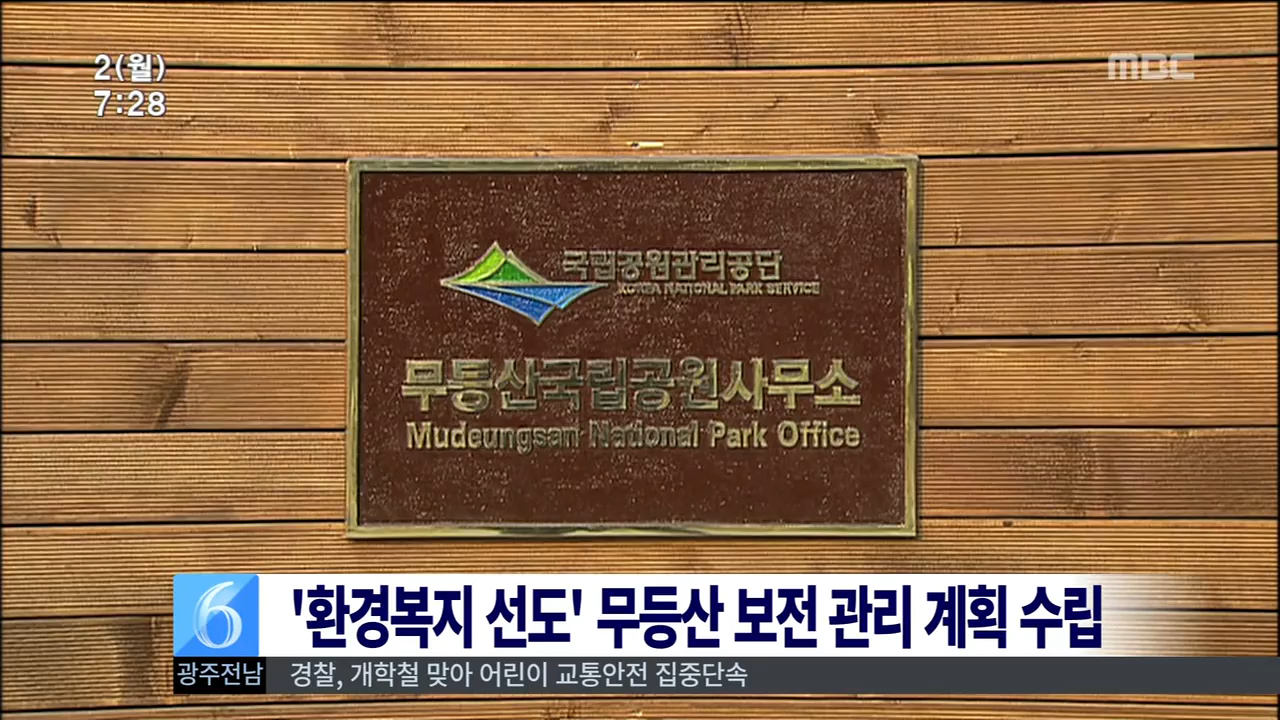 2(월)
7:28
MBC
국립공원관리공단
KOREA NATIONAL PARK SERVICE
무등산국립공원사무소
Mudeungsan National Park Office
6
'환경복지 선도' 무등산 보전 관리 계획 수립
광주전남
경찰, 개학철 맞아 어린이 교통안전 집중단속